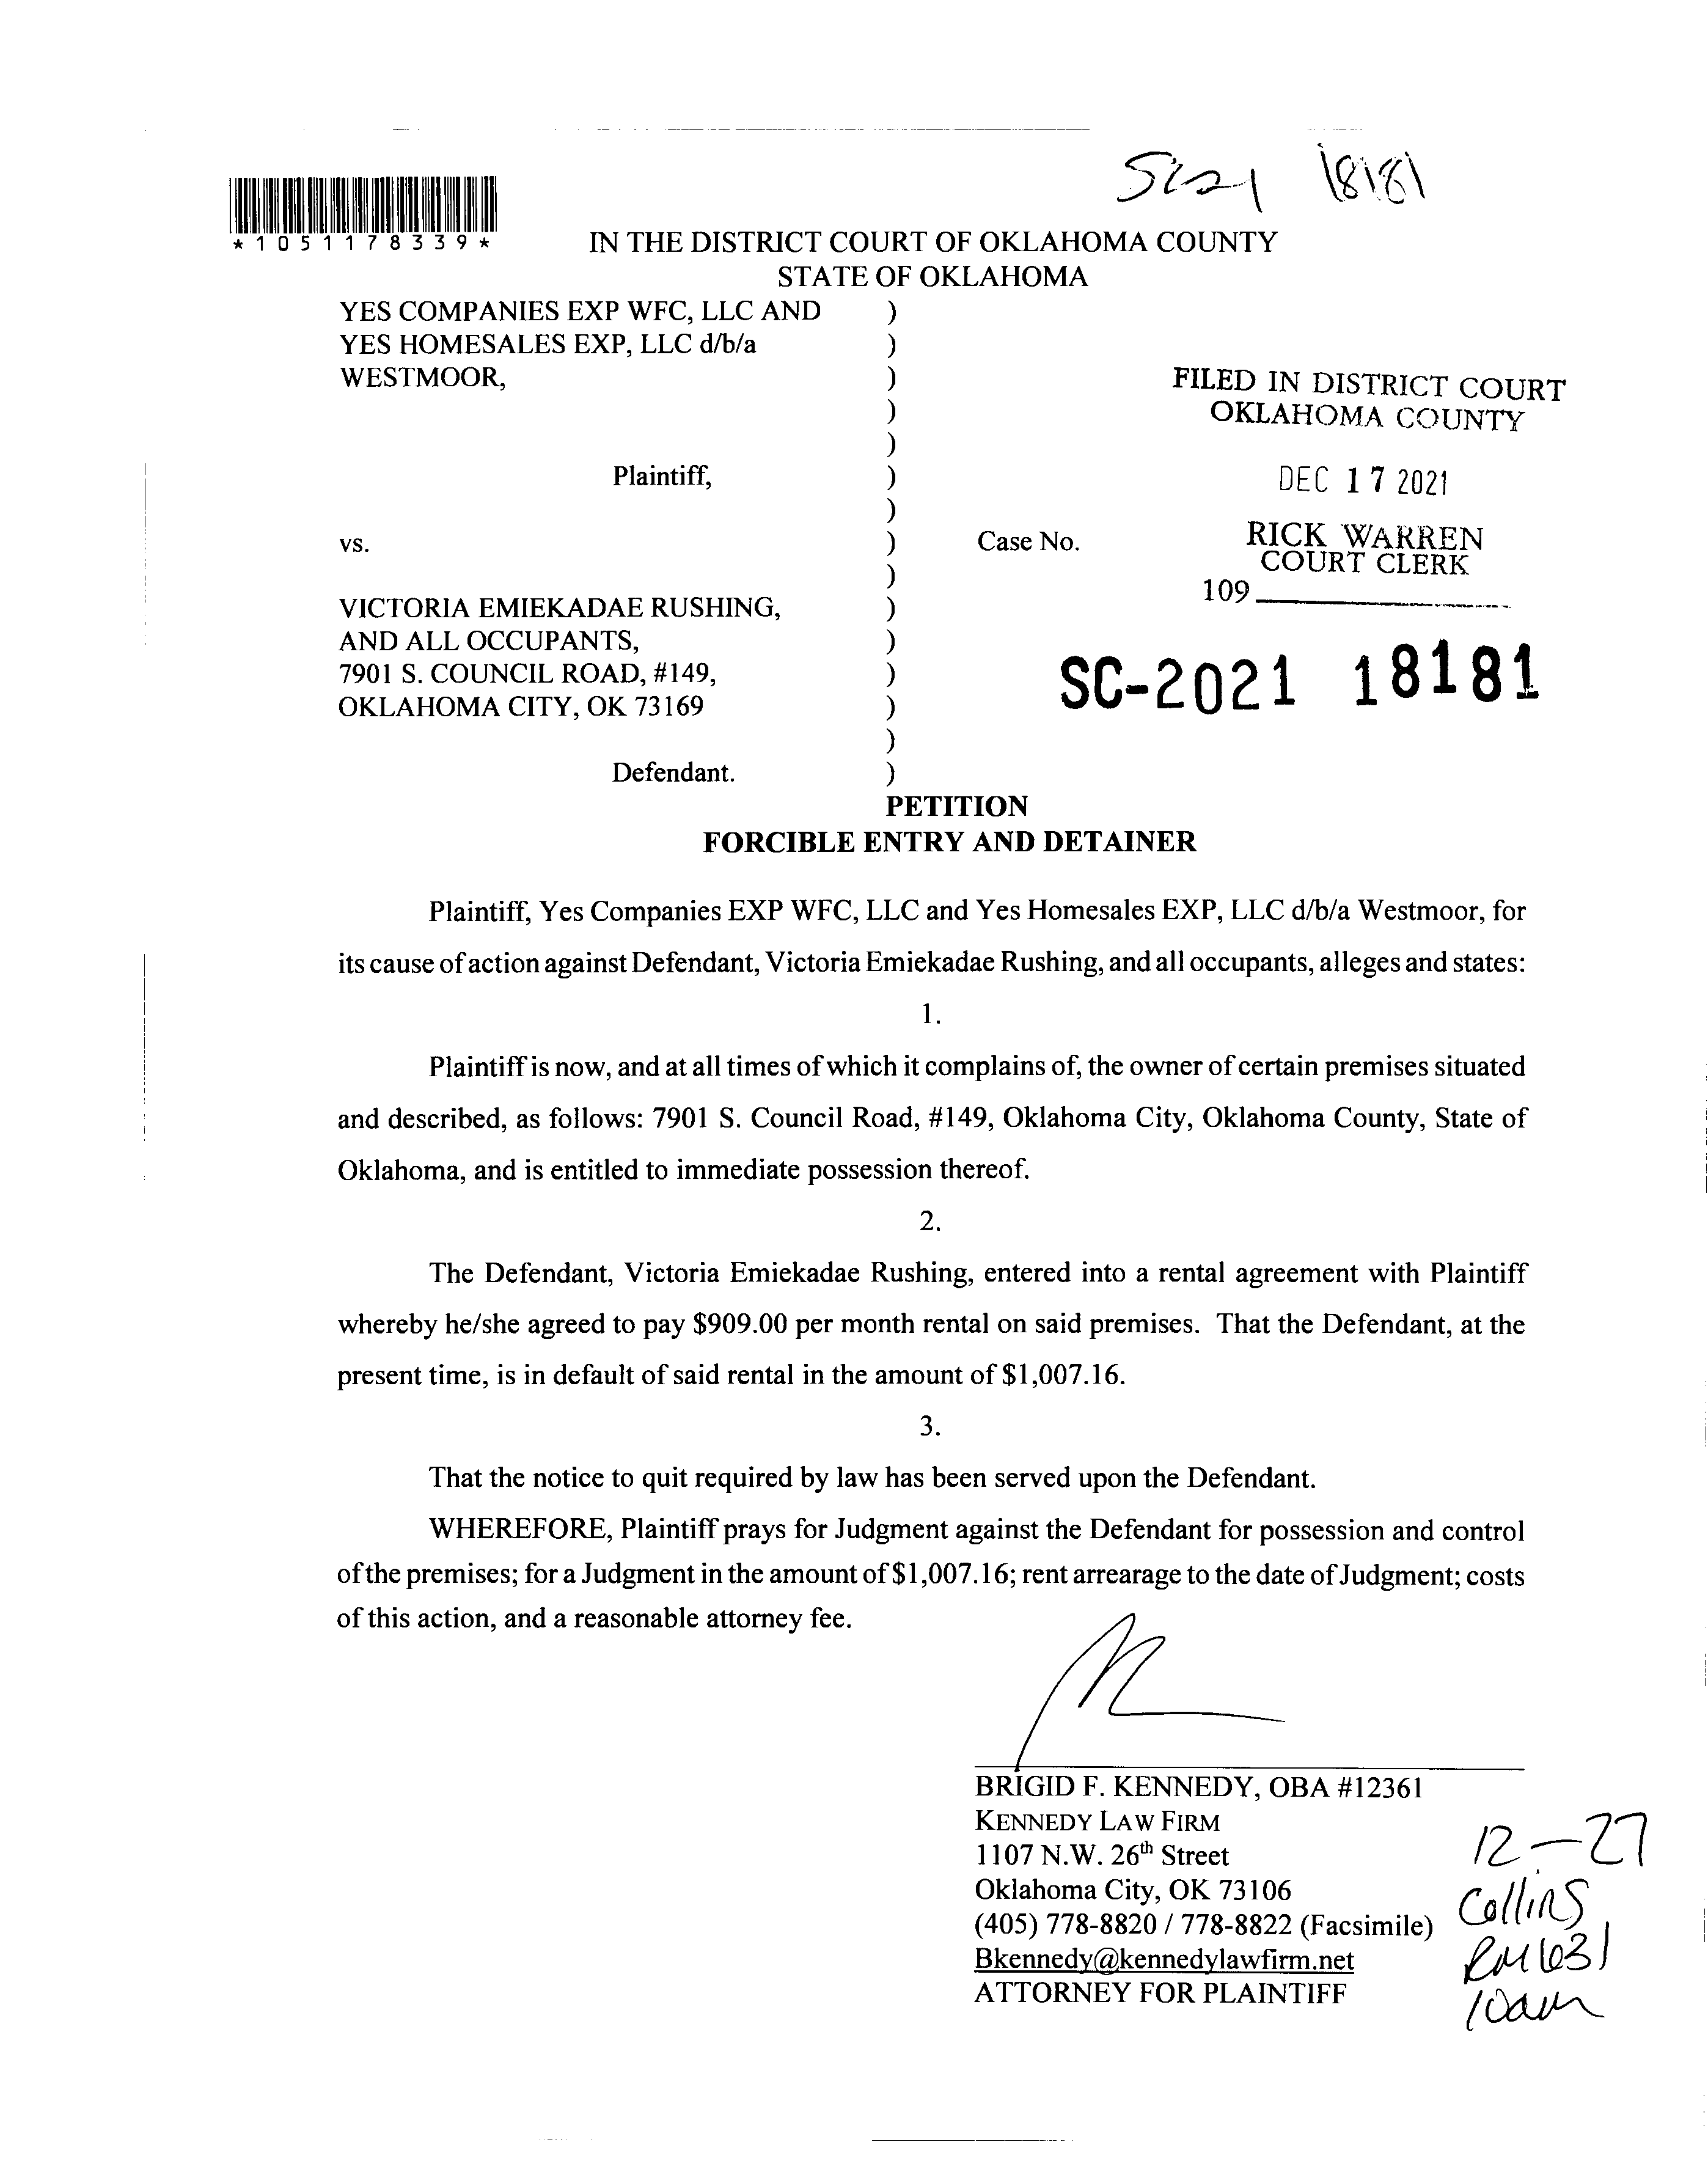 SC21 18181
*1051178339*
IN THE DISTRICT COURT OF OKLAHOMA COUNTY
STATE OF OKLAHOMA
YES COMPANIES EXP WFC, LLC AND )
YES HOMESALES EXP, LLC d/b/a )
WESTMOOR, )
)
)
Plaintiff, )
)
vs. )
)
VICTORIA EMIEKADAE RUSHING, )
AND ALL OCCUPANTS, )
7901 S. COUNCIL ROAD, #149, )
OKLAHOMA CITY, OK 73169 )
)
Defendant. )
FILED IN DISTRICT COURT
OKLAHOMA COUNTY
DEC 17 2021
Case No.
RICK WARREN
COURT CLERK
109
SC-2021 18181
PETITION
FORCIBLE ENTRY AND DETAINER
Plaintiff, Yes Companies EXP WFC, LLC and Yes Homesales EXP, LLC d/b/a Westmoor, for
its cause of action against Defendant, Victoria Emiekadae Rushing, and all occupants, alleges and states:
1.
Plaintiff is now, and at all times of which it complains of, the owner of certain premises situated
and described, as follows: 7901 S. Council Road, #149, Oklahoma City, Oklahoma County, State of
Oklahoma, and is entitled to immediate possession thereof.
2.
The Defendant, Victoria Emiekadae Rushing, entered into a rental agreement with Plaintiff
whereby he/she agreed to pay $909.00 per month rental on said premises. That the Defendant, at the
present time, is in default of said rental in the amount of $1,007.16.
3.
That the notice to quit required by law has been served upon the Defendant.
WHEREFORE, Plaintiff prays for Judgment against the Defendant for possession and control
of the premises; for a Judgment in the amount of $1,007.16; rent arrearage to the date of Judgment; costs
of this action, and a reasonable attorney fee.
BRIGID F. KENNEDY, OBA #12361
KENNEDY LAW FIRM
1107 N.W. 26th Street
Oklahoma City, OK 73106
(405) 778-8820 / 778-8822 (Facsimile)
Bkennedy@kennedylawfirm.net
ATTORNEY FOR PLAINTIFF
12-27
Collins
RM 631
10am